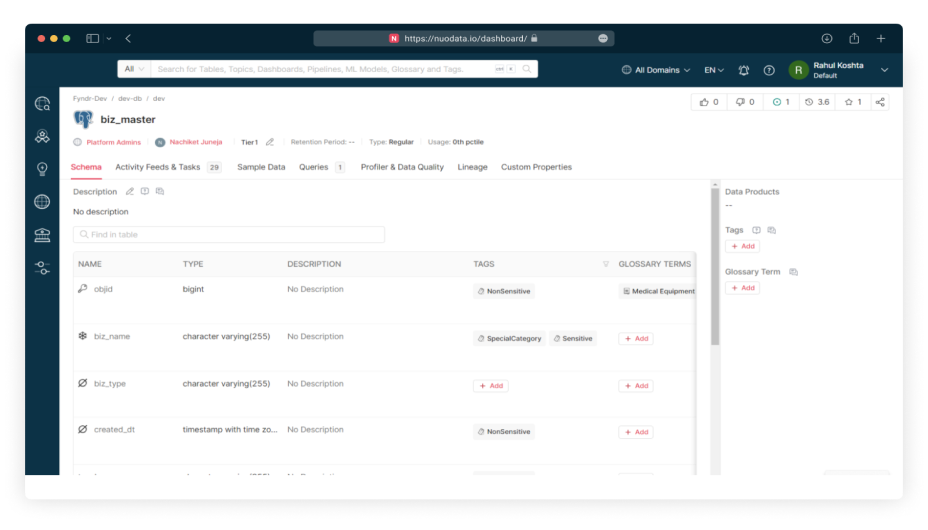 N https://nuodata.io/dashboard/
All Search for Tables, Topics, Dashboards, Pipelines, ML Models, Glossary and Tags. All Domains EN R Rahul Koshta
Default
Fyndr-Dev / dev-db / dev
0 0 1 3.6 1
biz_master
Platform Admins N Nachiket Juneja Tier1 Retention Period: -- Type: Regular Usage: 0th pctile
Schema Activity Feeds & Tasks 29 Sample Data Queries 1 Profiler & Data Quality Lineage Custom Properties
Description
No description
Find in table
NAME TYPE DESCRIPTION TAGS GLOSSARY TERMS
objid bigint No Description NonSensitive Medical Equipment
biz_name character varying(255) No Description SpecialCategory Sensitive + Add
biz_type character varying(255) No Description + Add + Add
created_dt timestamp with time zo... No Description NonSensitive + Add
Data Products
--
Tags
+ Add
Glossary Term
+ Add